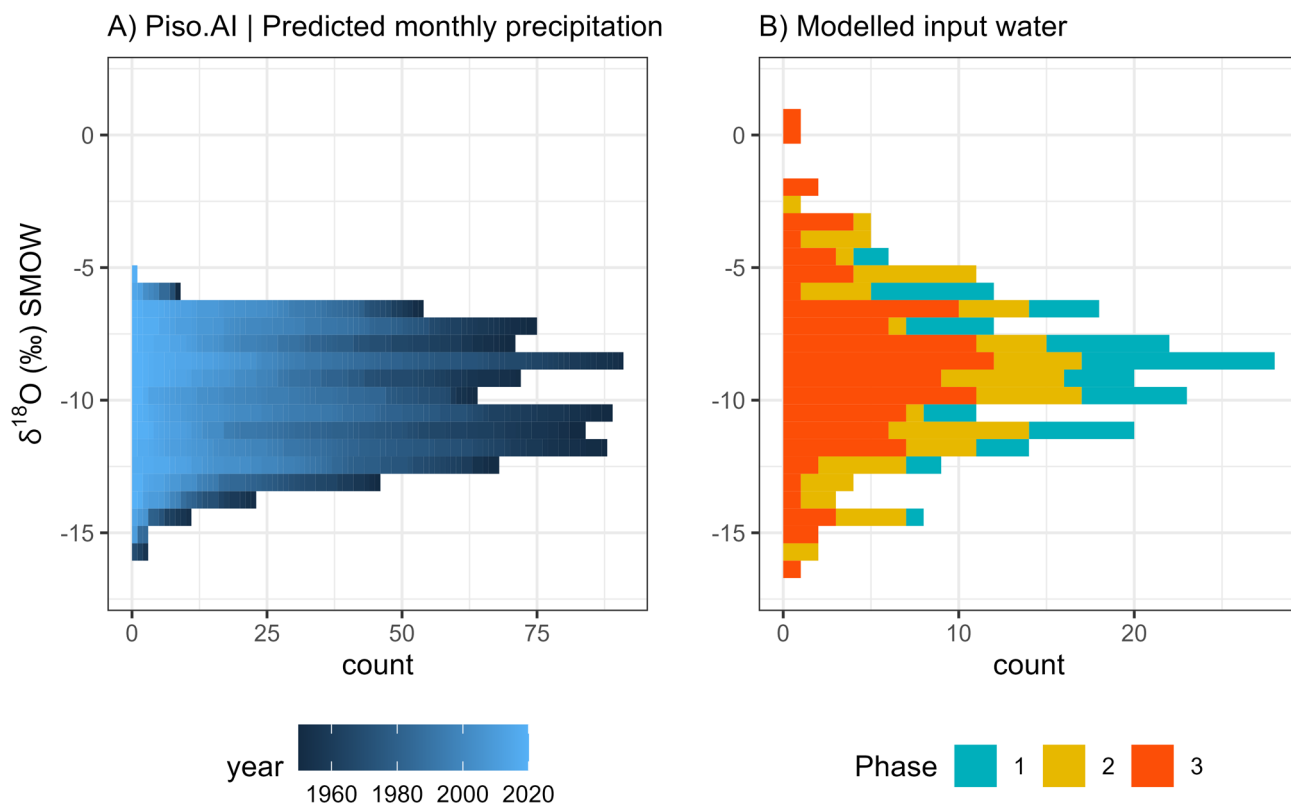 A) Piso.AI | Predicted monthly precipitation
B) Modelled input water
δ¹⁸O (‰) SMOW
0
-5
-10
-15
0
-5
-10
-15
0 25 50 75
0 10 20
count
count
year
1960 1980 2000 2020
Phase 1 2 3